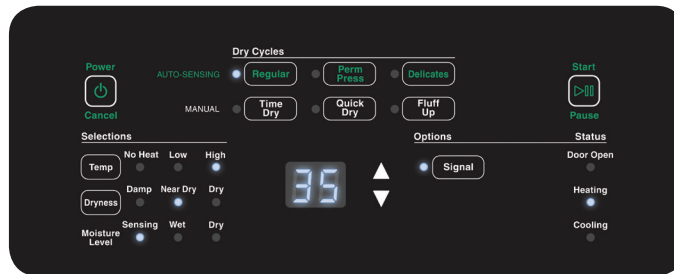 Dry Cycles
Power
Start
AUTO-SENSING Regular Perm Press Delicates
Cancel
Pause
MANUAL Time Dry Quick Dry Fluff Up
Selections
Options
Status
Temp No Heat Low High
Door Open
35
Signal
Dryness Damp Near Dry Dry
Heating
Moisture Level Sensing Wet Dry
Cooling